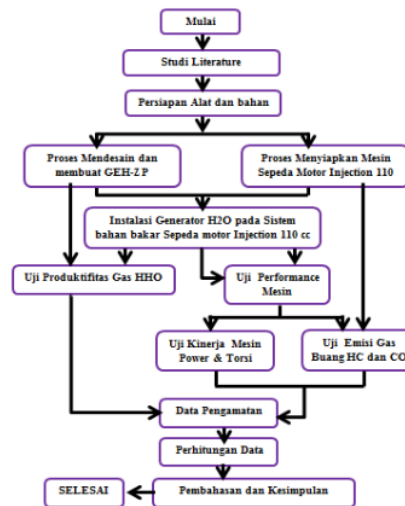 Mulai
Studi Literature
Persiapan Alat dan bahan
Proses Mendesain dan
membuat GEH-Z P
Proses Menyiapkan Mesin
Sepeda Motor Injection 110
Instalasi Generator H2O pada Sistem
bahan bakar Sepeda motor Injection 110 cc
Uji Produktifitas Gas HHO
Uji Performance
Mesin
Uji Kinerja Mesin
Power & Torsi
Uji Emisi Gas
Buang HC dan CO
Data Pengamatan
Perhitungan Data
SELESAI
Pembahasan dan Kesimpulan